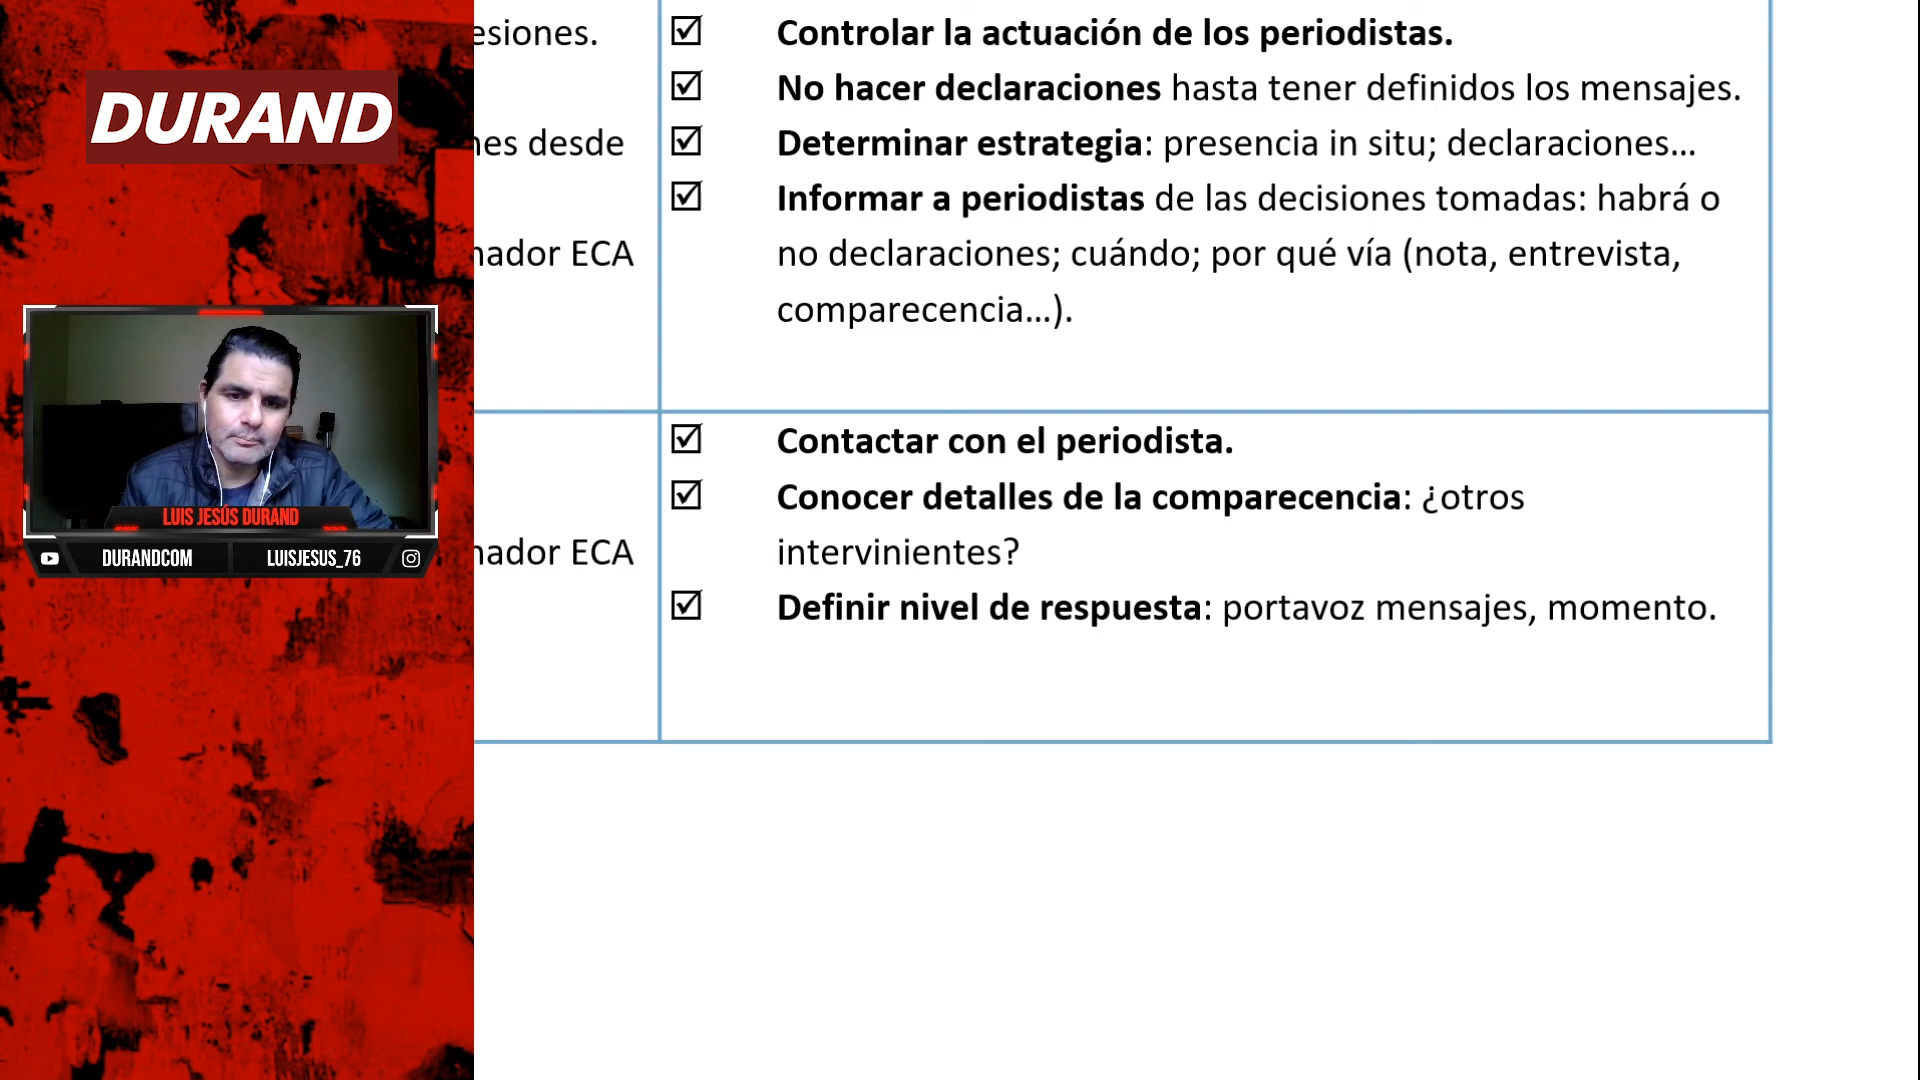 DURAND
LUIS JESÚS DURAND
DURANDCOM
LUISJESUS_76
esiones.
nes desde
nador ECA
nador ECA
Controlar la actuación de los periodistas.
No hacer declaraciones hasta tener definidos los mensajes.
Determinar estrategia: presencia in situ; declaraciones...
Informar a periodistas de las decisiones tomadas: habrá o
no declaraciones; cuándo; por qué vía (nota, entrevista,
comparecencia...).
Contactar con el periodista.
Conocer detalles de la comparecencia: ¿otros
intervinientes?
Definir nivel de respuesta: portavoz mensajes, momento.